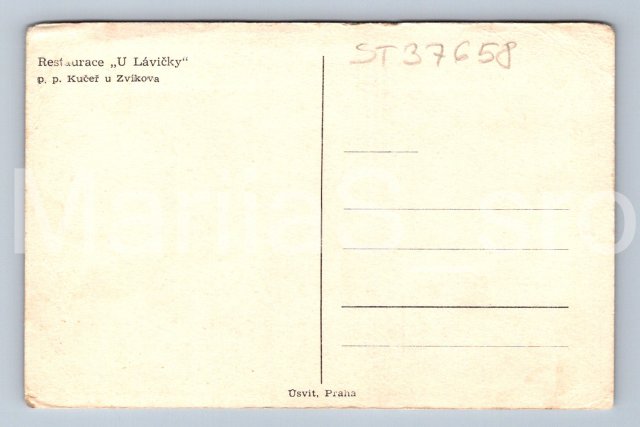 Restaurace „U Lávičky"
p. p. Kučeř u Zvíkova
ST37658
Úsvit, Praha